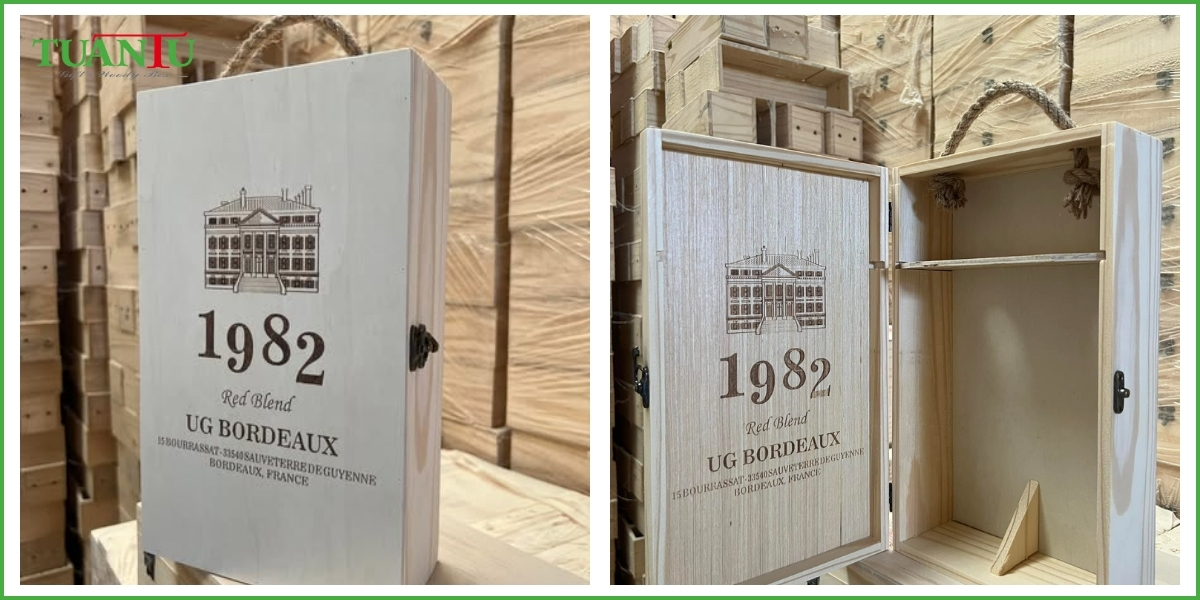 TUANTU
1982
Red Blend
UG BORDEAUX
15 BOURRASSAT-33540 SAUVETERRE DE GUYENNE
BORDEAUX, FRANCE
1982
Red Blend
UG BORDEAUX
15 BOURRASSAT-33540 SAUVETERRE DE GUYENNE
BORDEAUX, FRANCE